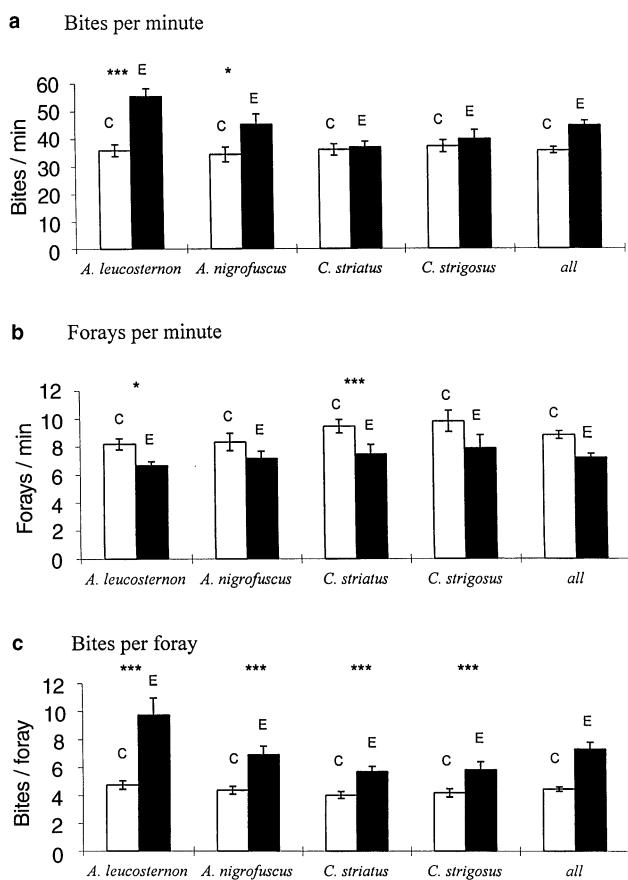 a Bites per minute
*** E * E
C C C E C E C E
60
50
40
30
20
10
0
Bites / min
A. leucosternon A. nigrofuscus C. striatus C. strigosus all
b Forays per minute
* ***
C E C E C E C E C E
12
10
8
6
4
2
0
Forays / min
A. leucosternon A. nigrofuscus C. striatus C. strigosus all
c Bites per foray
*** *** *** ***
C E C E C E C E C E
12
10
8
6
4
2
0
Bites / foray
A. leucosternon A. nigrofuscus C. striatus C. strigosus all